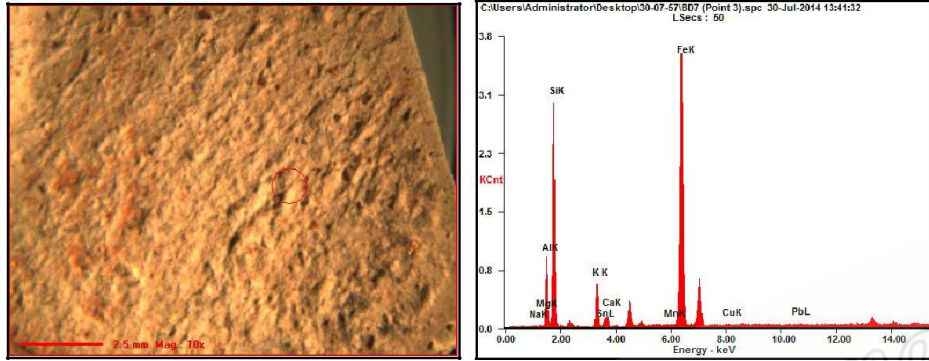 2.5 mm Mag. 10x
C:\Users\Administrator\Desktop\30-07-57\BD7 (Point 3).spc 30-Jul-2014 13:41:32
LSecs : 50
3.8
3.1
2.3
1.5
0.8
0.0
KCnt
FeK
SiK
AlK
MgK
NaK
K K
CaK
SnL
MnK
CuK
PbL
0.00 2.00 4.00 6.00 8.00 10.00 12.00 14.00
Energy - keV